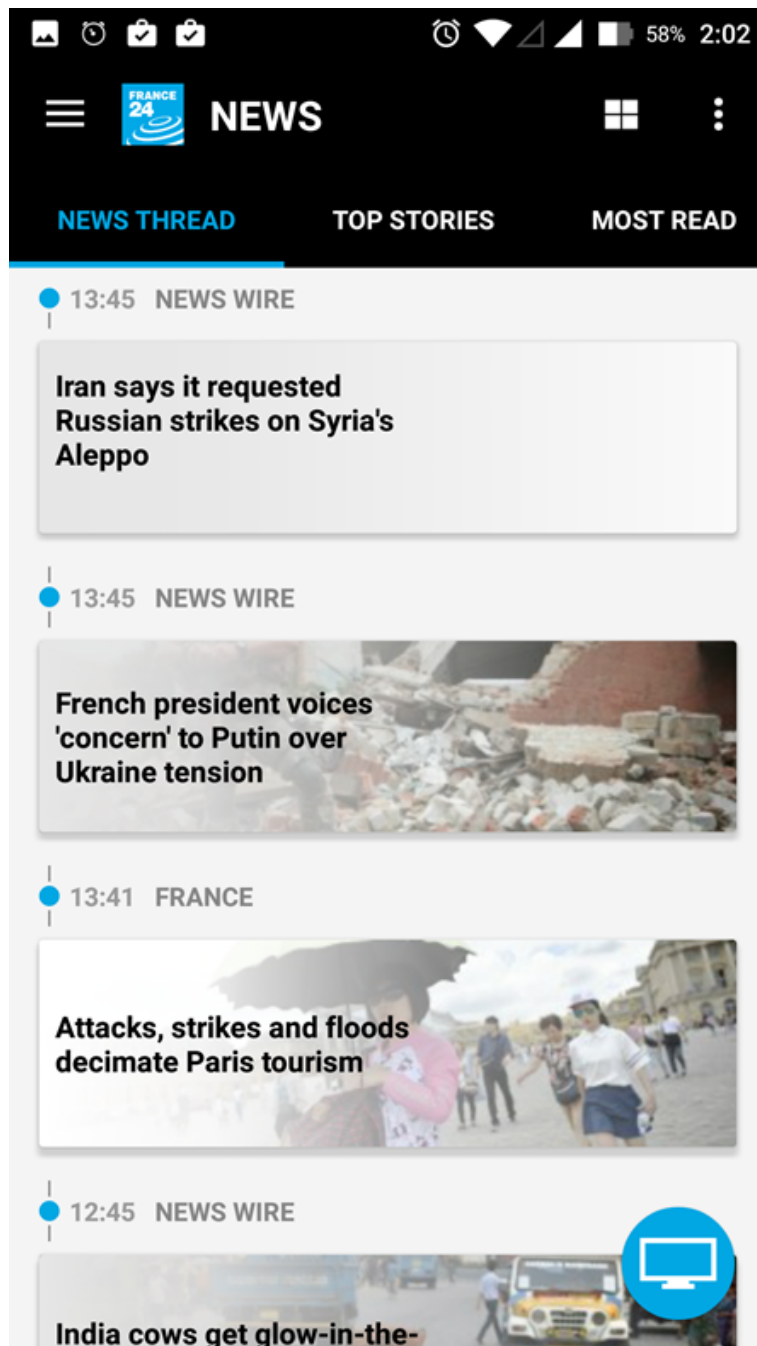 58% 2:02
FRANCE
24
NEWS
NEWS THREAD TOP STORIES MOST READ
13:45 NEWS WIRE
Iran says it requested
Russian strikes on Syria's
Aleppo
13:45 NEWS WIRE
French president voices
'concern' to Putin over
Ukraine tension
13:41 FRANCE
Attacks, strikes and floods
decimate Paris tourism
12:45 NEWS WIRE
India cows get glow-in-the-